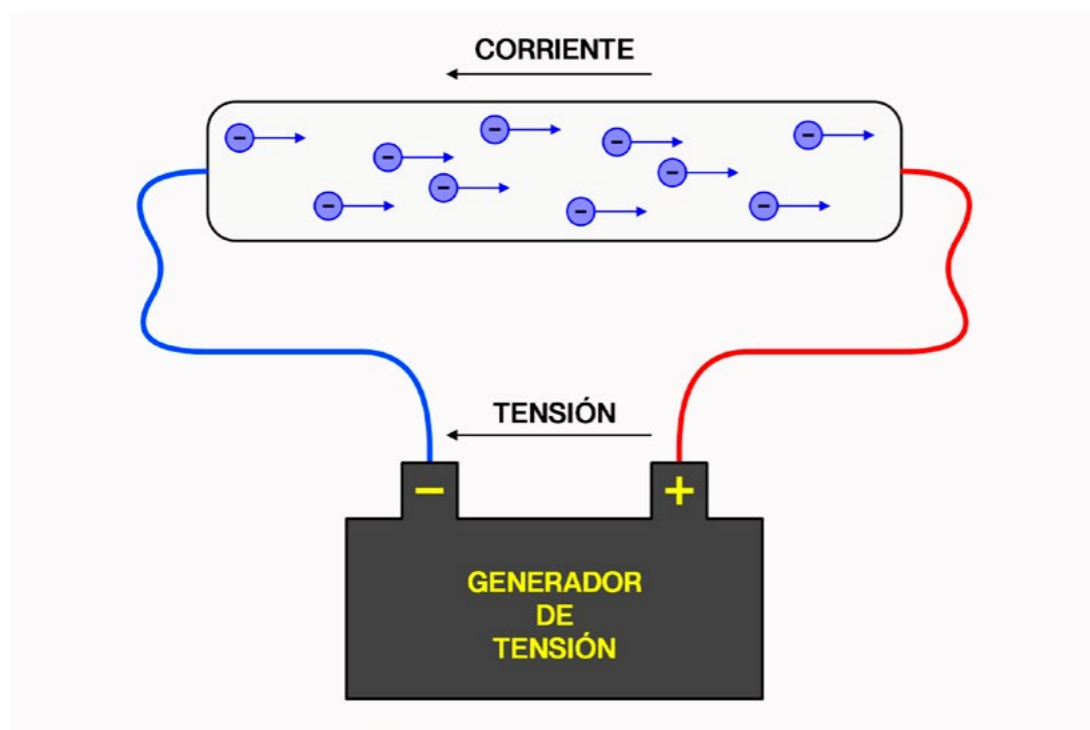 CORRIENTE
TENSIÓN
− +
GENERADOR
DE
TENSIÓN